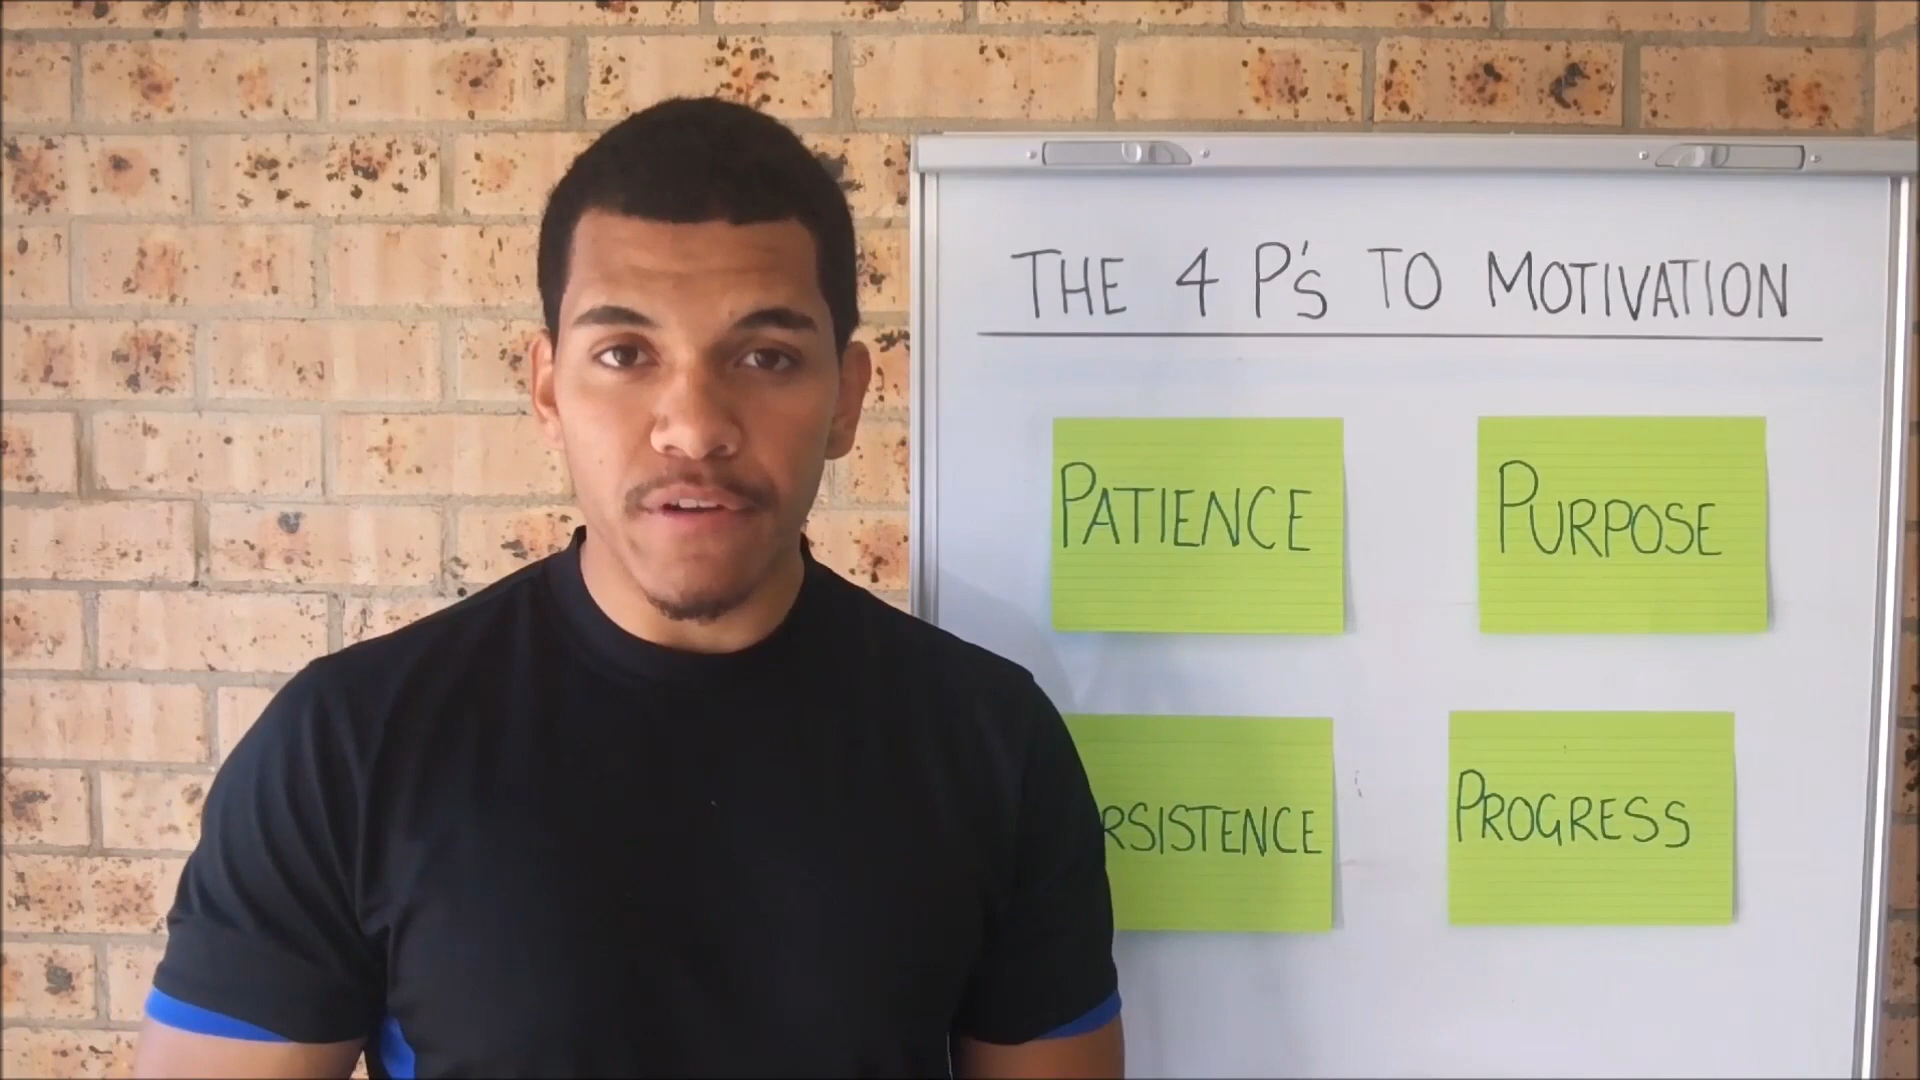 THE 4 P's TO MOTIVATION
PATIENCE
PURPOSE
RSISTENCE
PROGRESS